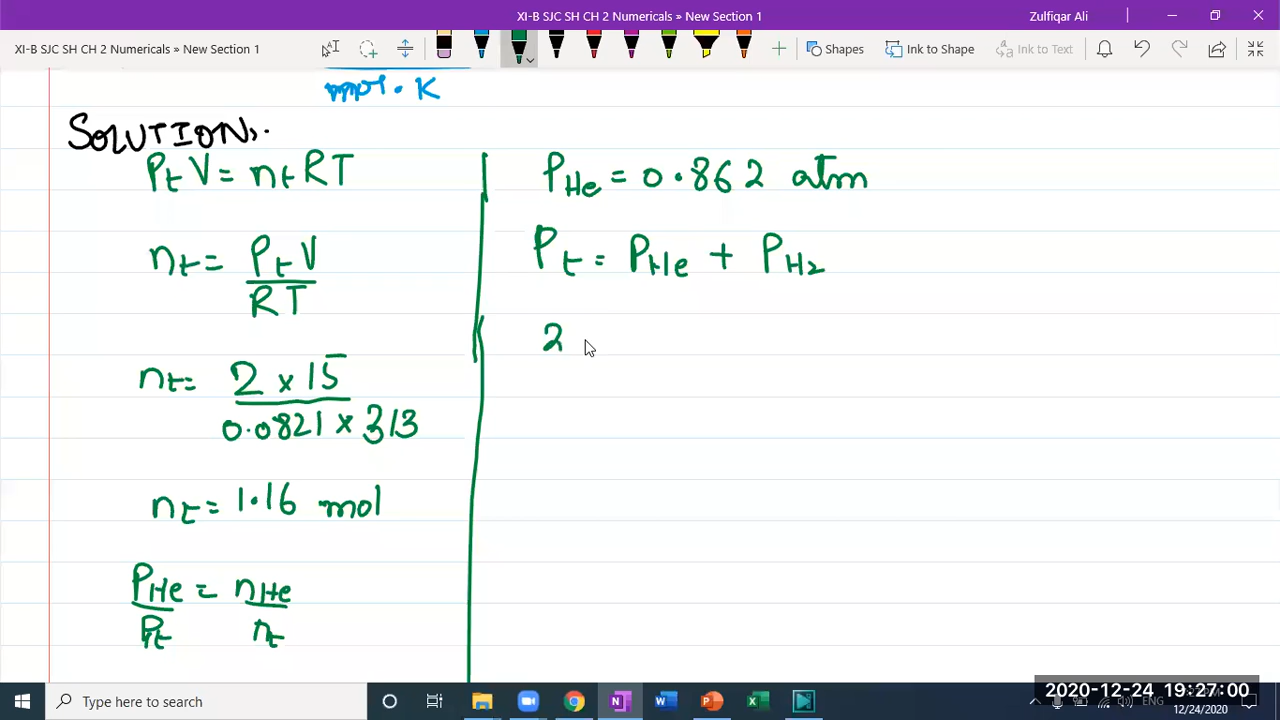 XI-B SJC SH CH 2 Numericals » New Section 1
Zulfiqar Ali
XI-B SJC SH CH 2 Numericals » New Section 1
Shapes
Ink to Shape
Ink to Text
mol . K
SOLUTION:
PtV = ntRT
nt = PtV / RT
nt = 2 x 15 / 0.0821 x 313
nt = 1.16 mol
PHe / Pt = nHe / nt
PHe = 0.862 atm
Pt = PHe + PH2
2
Type here to search
ENG
2020-12-24 19:27:00
12/24/2020